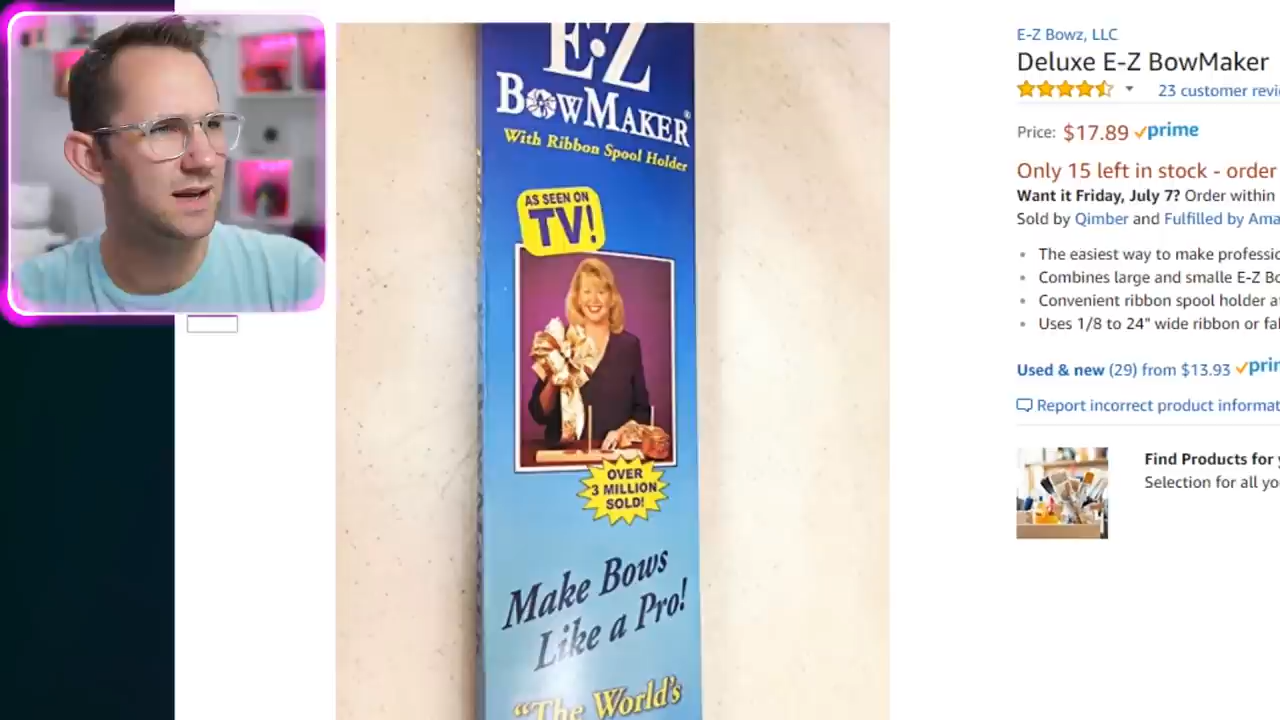 E·Z
BOWMAKER®
With Ribbon Spool Holder
AS SEEN ON
TV!
OVER
3 MILLION
SOLD!
Make Bows
Like a Pro!
"The World's
E-Z Bowz, LLC
Deluxe E-Z BowMaker
23 customer revi
Price: $17.89 prime
Only 15 left in stock - order
Want it Friday, July 7? Order within
Sold by Qimber and Fulfilled by Ama
The easiest way to make professio
Combines large and smalle E-Z Bo
Convenient ribbon spool holder a
Uses 1/8 to 24" wide ribbon or fa
Used & new (29) from $13.93 prim
Report incorrect product informat
Find Products for y
Selection for all yo